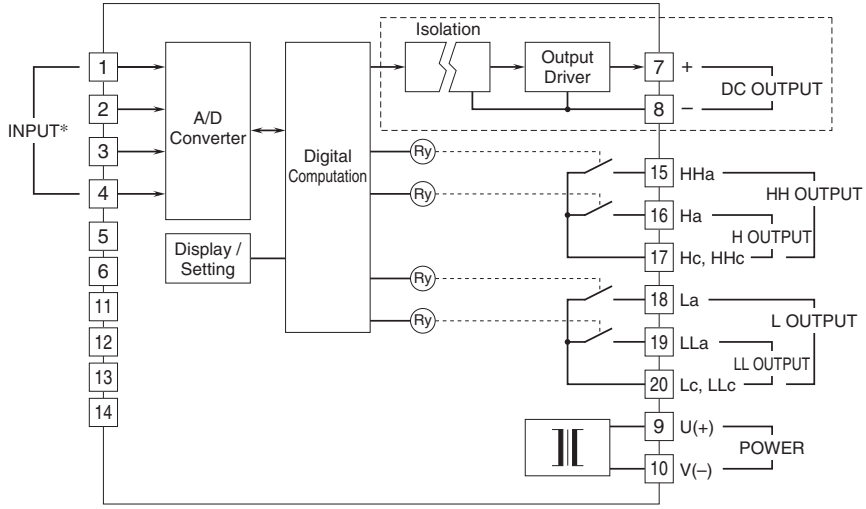 Isolation
1
2
3
4
5
6
11
12
13
14
INPUT*
A/D
Converter
Digital
Computation
Display /
Setting
Output
Driver
7 +
8 −
DC OUTPUT
Ry
Ry
Ry
Ry
15 HHa
16 Ha
17 Hc, HHc
HH OUTPUT
H OUTPUT
18 La
19 LLa
20 Lc, LLc
L OUTPUT
LL OUTPUT
9 U(+)
10 V(–)
POWER